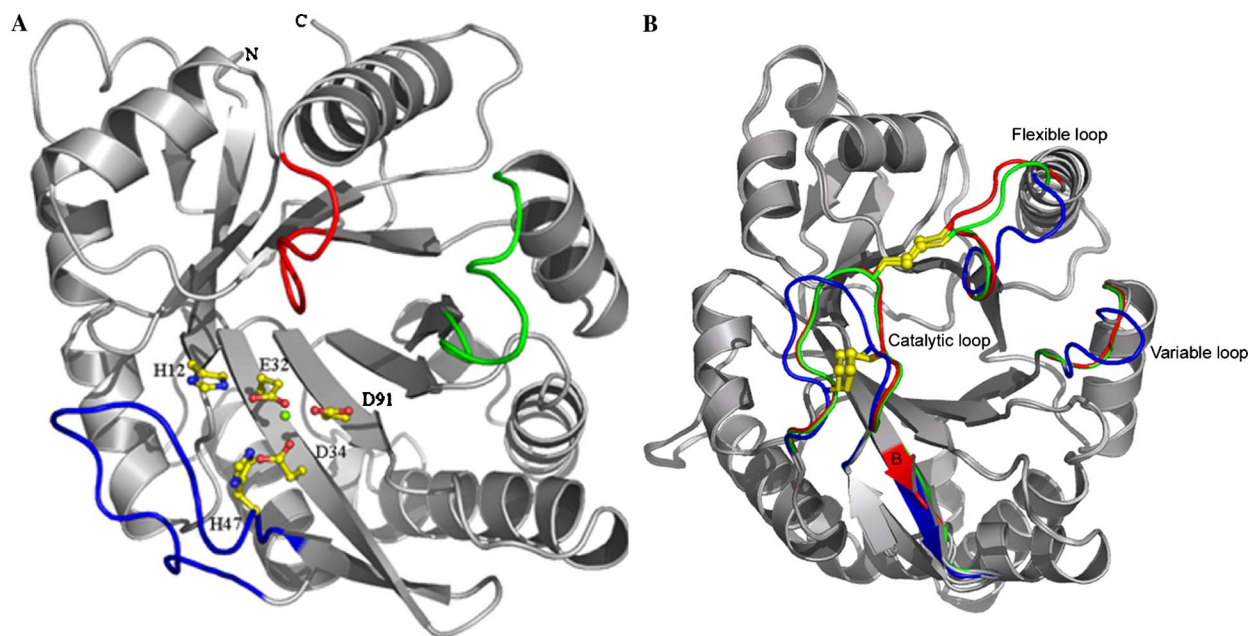 A
B
C
N
Flexible loop
Catalytic loop
Variable loop
H12
E32
D91
D34
H47
B